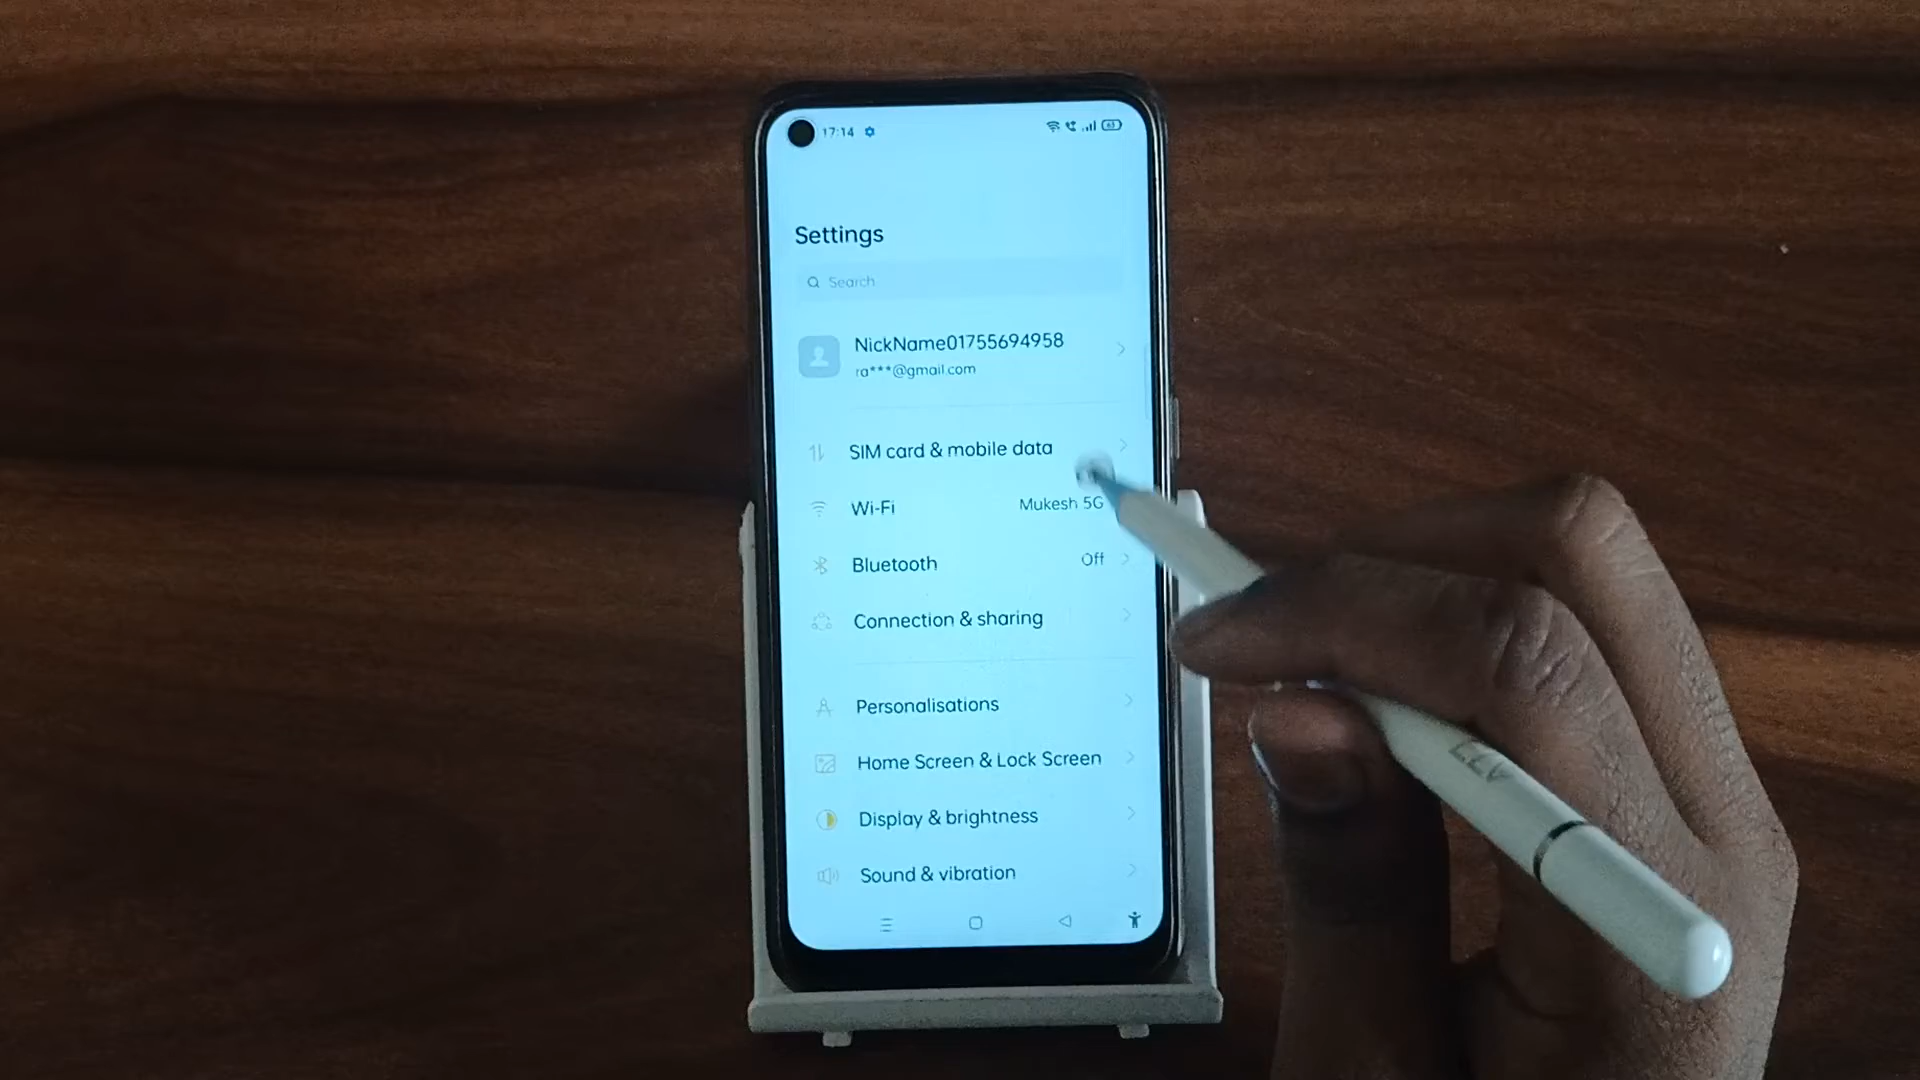 17:14
63
Settings
Search
NickName01755694958
ra***@gmail.com
SIM card & mobile data
Wi-Fi Mukesh 5G
Bluetooth Off
Connection & sharing
Personalisations
Home Screen & Lock Screen
Display & brightness
Sound & vibration